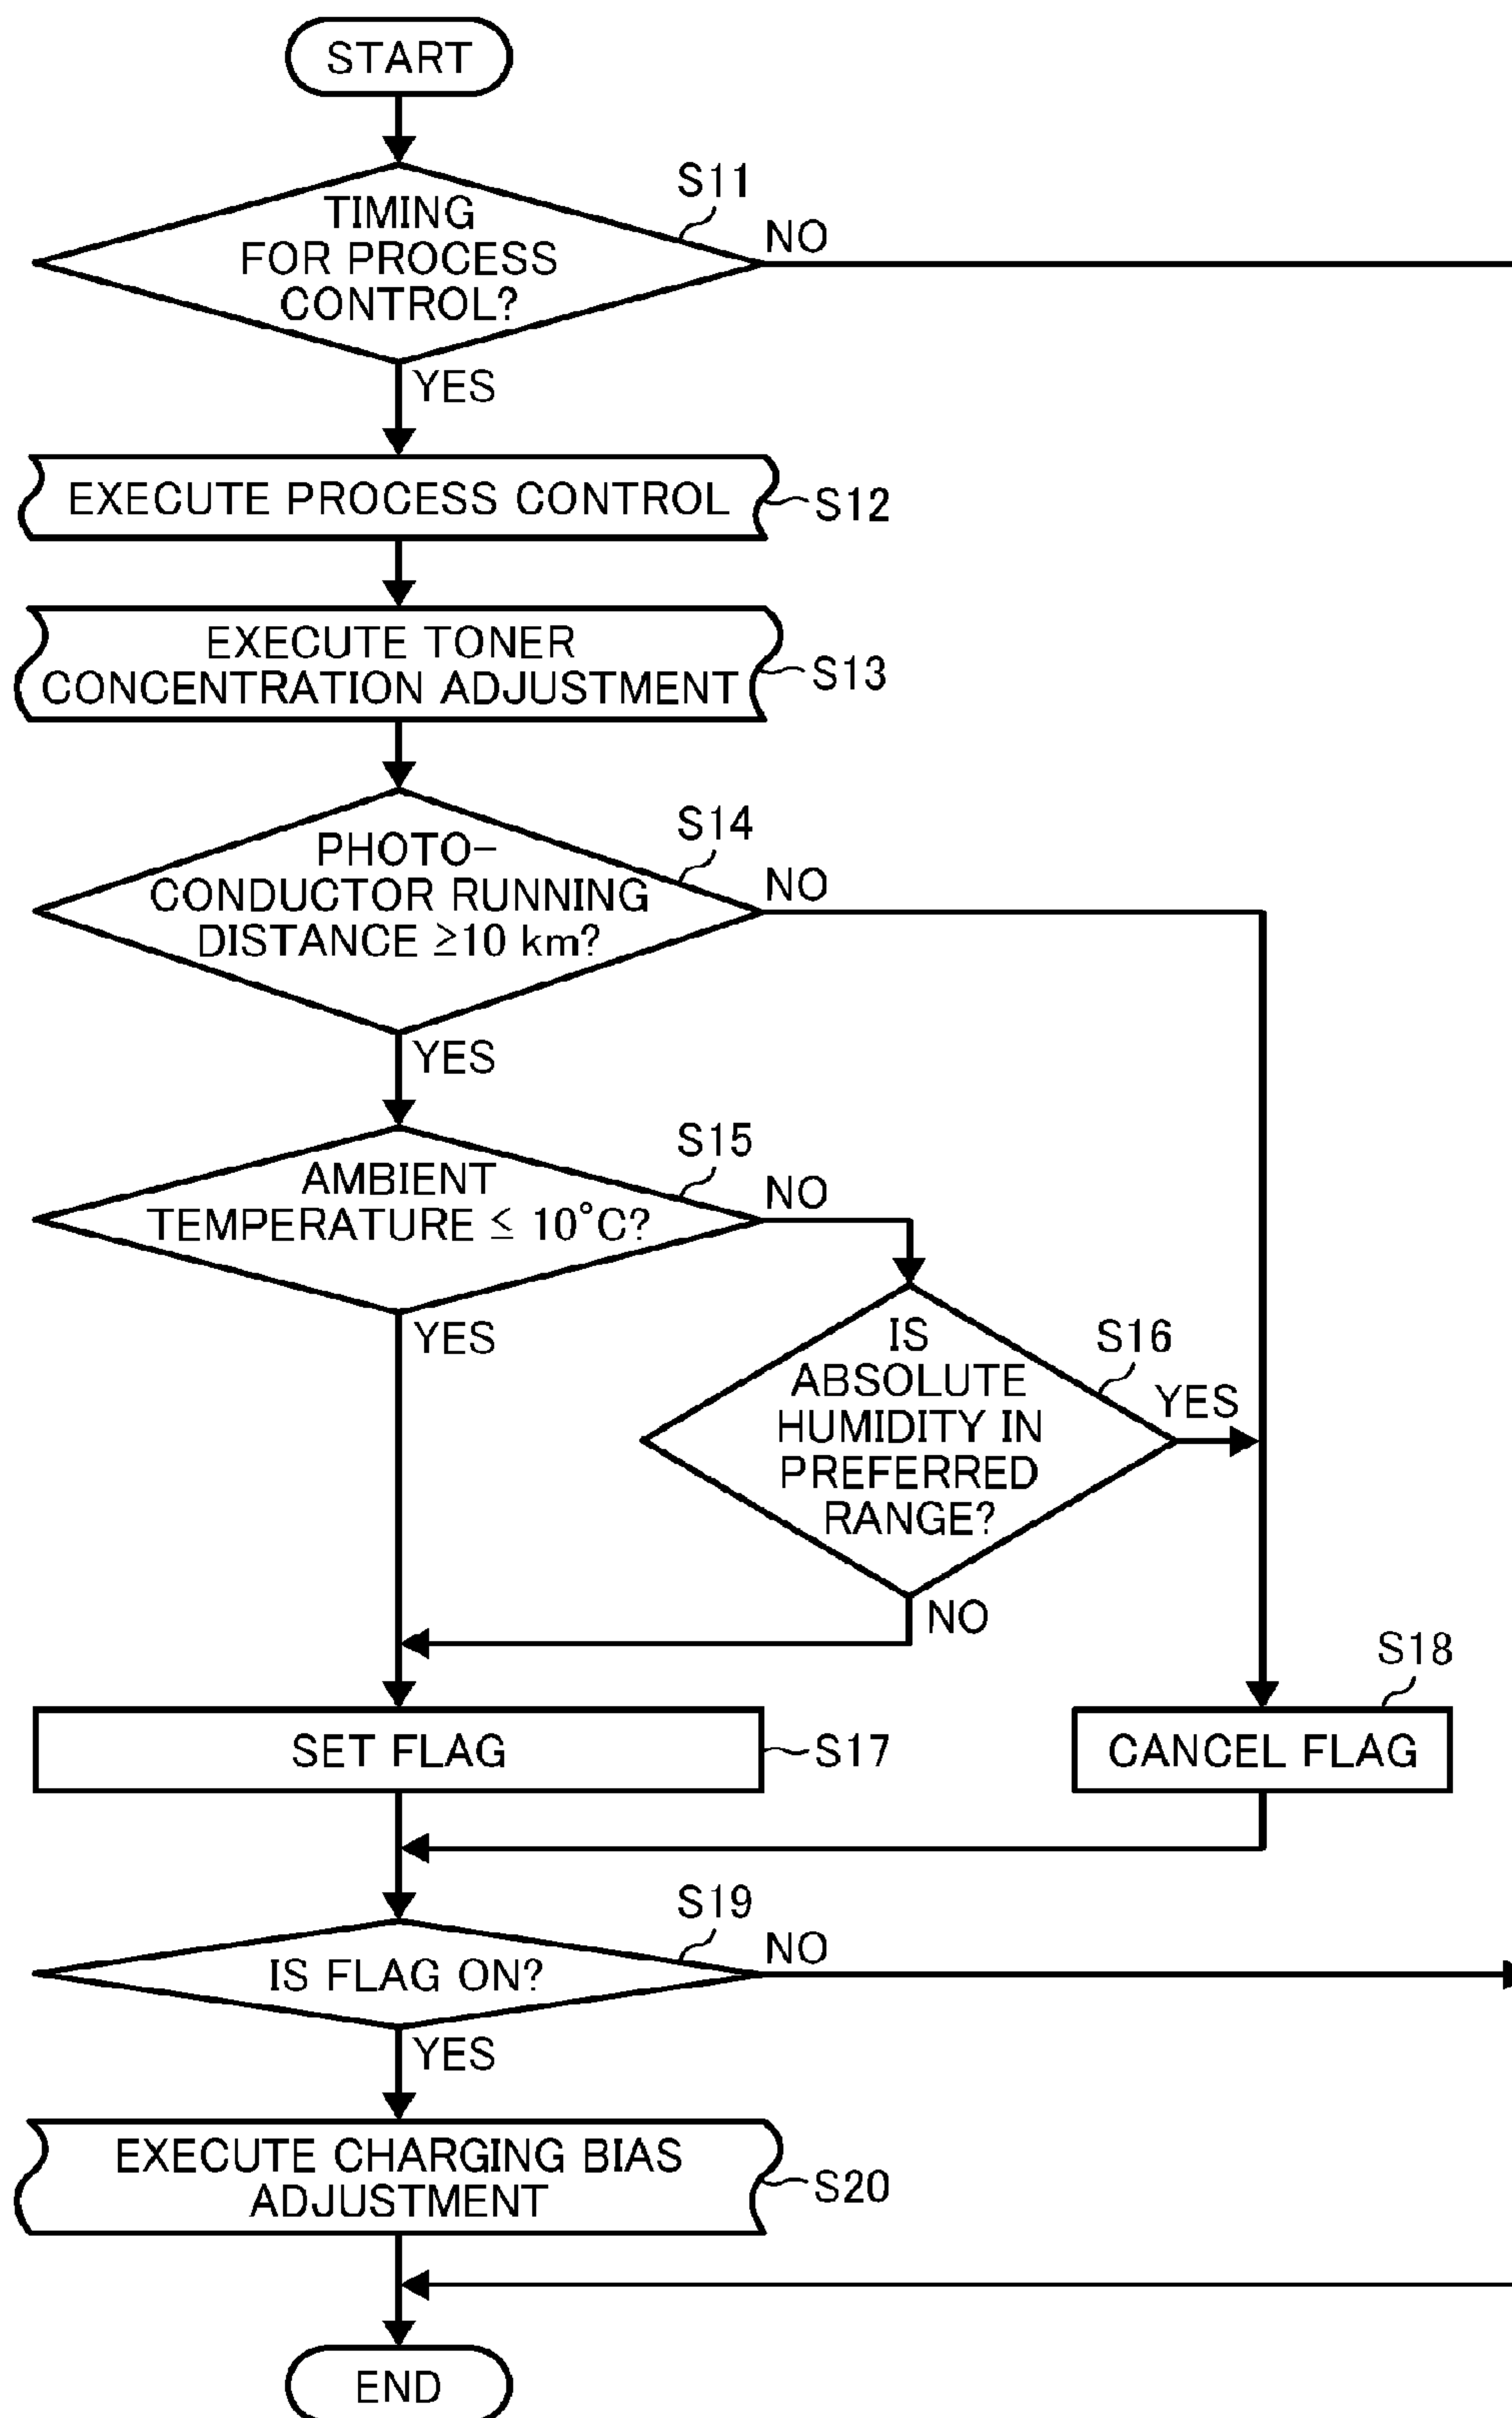 START
S11
TIMING
FOR PROCESS
CONTROL?
NO
YES
EXECUTE PROCESS CONTROL
S12
EXECUTE TONER
CONCENTRATION ADJUSTMENT
S13
S14
PHOTO-
CONDUCTOR RUNNING
DISTANCE ≥10 km?
NO
YES
S15
AMBIENT
TEMPERATURE ≤ 10°C?
NO
YES
S16
IS
ABSOLUTE
HUMIDITY IN
PREFERRED
RANGE?
YES
NO
SET FLAG
S17
S18
CANCEL FLAG
S19
IS FLAG ON?
NO
YES
EXECUTE CHARGING BIAS
ADJUSTMENT
S20
END